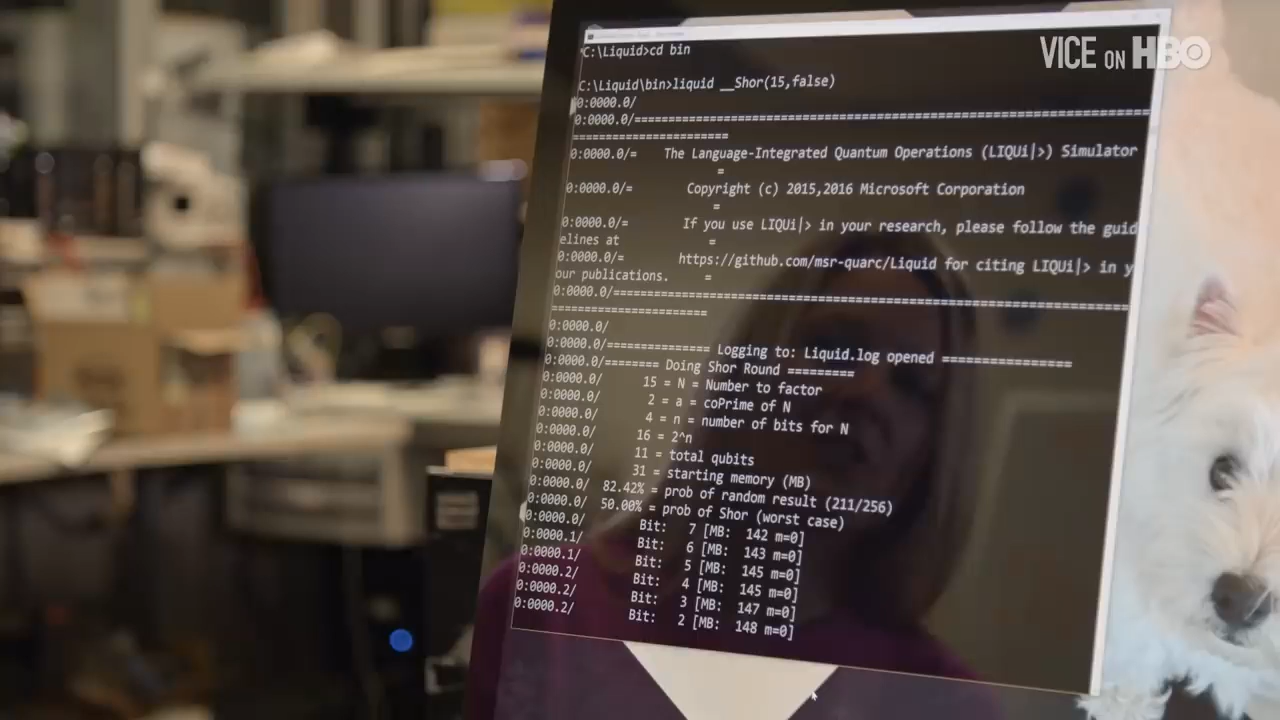 VICE ON HBO
C:\Liquid>cd bin
C:\Liquid\bin>liquid __Shor(15,false)
0:0000.0/
0:0000.0/===========================================================================
=======================
0:0000.0/=    The Language-Integrated Quantum Operations (LIQUi|>) Simulator
=
0:0000.0/=    Copyright (c) 2015,2016 Microsoft Corporation
=
0:0000.0/=    If you use LIQUi|> in your research, please follow the guid
elines at    =
0:0000.0/=    https://github.com/msr-quarc/Liquid for citing LIQUi|> in y
our publications.    =
0:0000.0/===========================================================================
=======================
0:0000.0/
0:0000.0/=============== Logging to: Liquid.log opened ===================
0:0000.0/======== Doing Shor Round =========
0:0000.0/    15 = N = Number to factor
0:0000.0/    2 = a = coPrime of N
0:0000.0/    4 = n = number of bits for N
0:0000.0/    16 = 2^n
0:0000.0/    11 = total qubits
0:0000.0/    31 = starting memory (MB)
0:0000.0/ 82.42% = prob of random result (211/256)
0:0000.0/ 50.00% = prob of Shor (worst case)
0:0000.0/    Bit:   7 [MB:  142 m=0]
0:0000.1/    Bit:   6 [MB:  143 m=0]
0:0000.1/    Bit:   5 [MB:  145 m=0]
0:0000.2/    Bit:   4 [MB:  145 m=0]
0:0000.2/    Bit:   3 [MB:  147 m=0]
0:0000.2/    Bit:   2 [MB:  148 m=0]